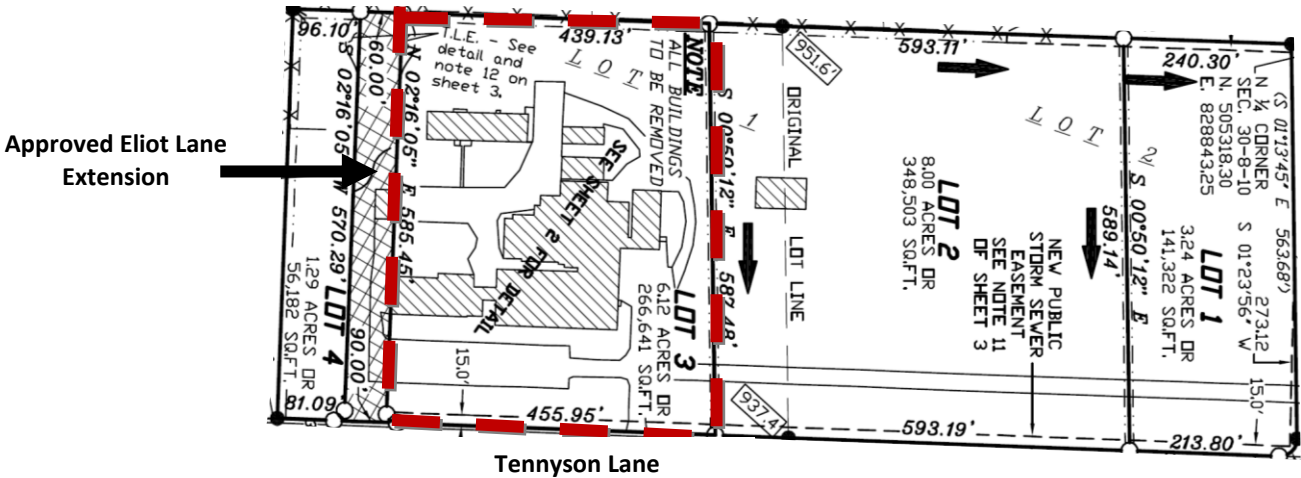 Approved Eliot Lane
Extension
96.10'
60.00'
S 02°16'05" W 570.29'
LOT 4
1.29 ACRES OR
56,182 SQ.FT.
90.00'
81.09'
N 02°16'05" E 585.45'
T.L.E. - See
detail and
note 12 on
sheet 3.
439.13'
LOT 1
NOTE
ALL BUILDINGS
TO BE REMOVED
SEE SHEET 2 FOR DETAIL
S 00°50'12" E 587.48'
LOT 3
6.12 ACRES OR
266,641 SQ.FT.
15.0'
455.95'
Tennyson Lane
951.6'
ORIGINAL LOT LINE
937.4'
593.11'
LOT 2
LOT 2
8.00 ACRES OR
348,503 SQ.FT.
NEW PUBLIC
STORM SEWER
EASEMENT
SEE NOTE 11
OF SHEET 3
593.19'
S 00°50'12" E
589.14'
240.30'
LOT 1
3.24 ACRES OR
141,322 SQ.FT.
N ¼ CORNER
SEC. 30-8-10
N. 505318.30
E. 828843.25
(S 01°13'45" E 563.68')
S 01°23'56" W
273.12
15.0'
213.80'